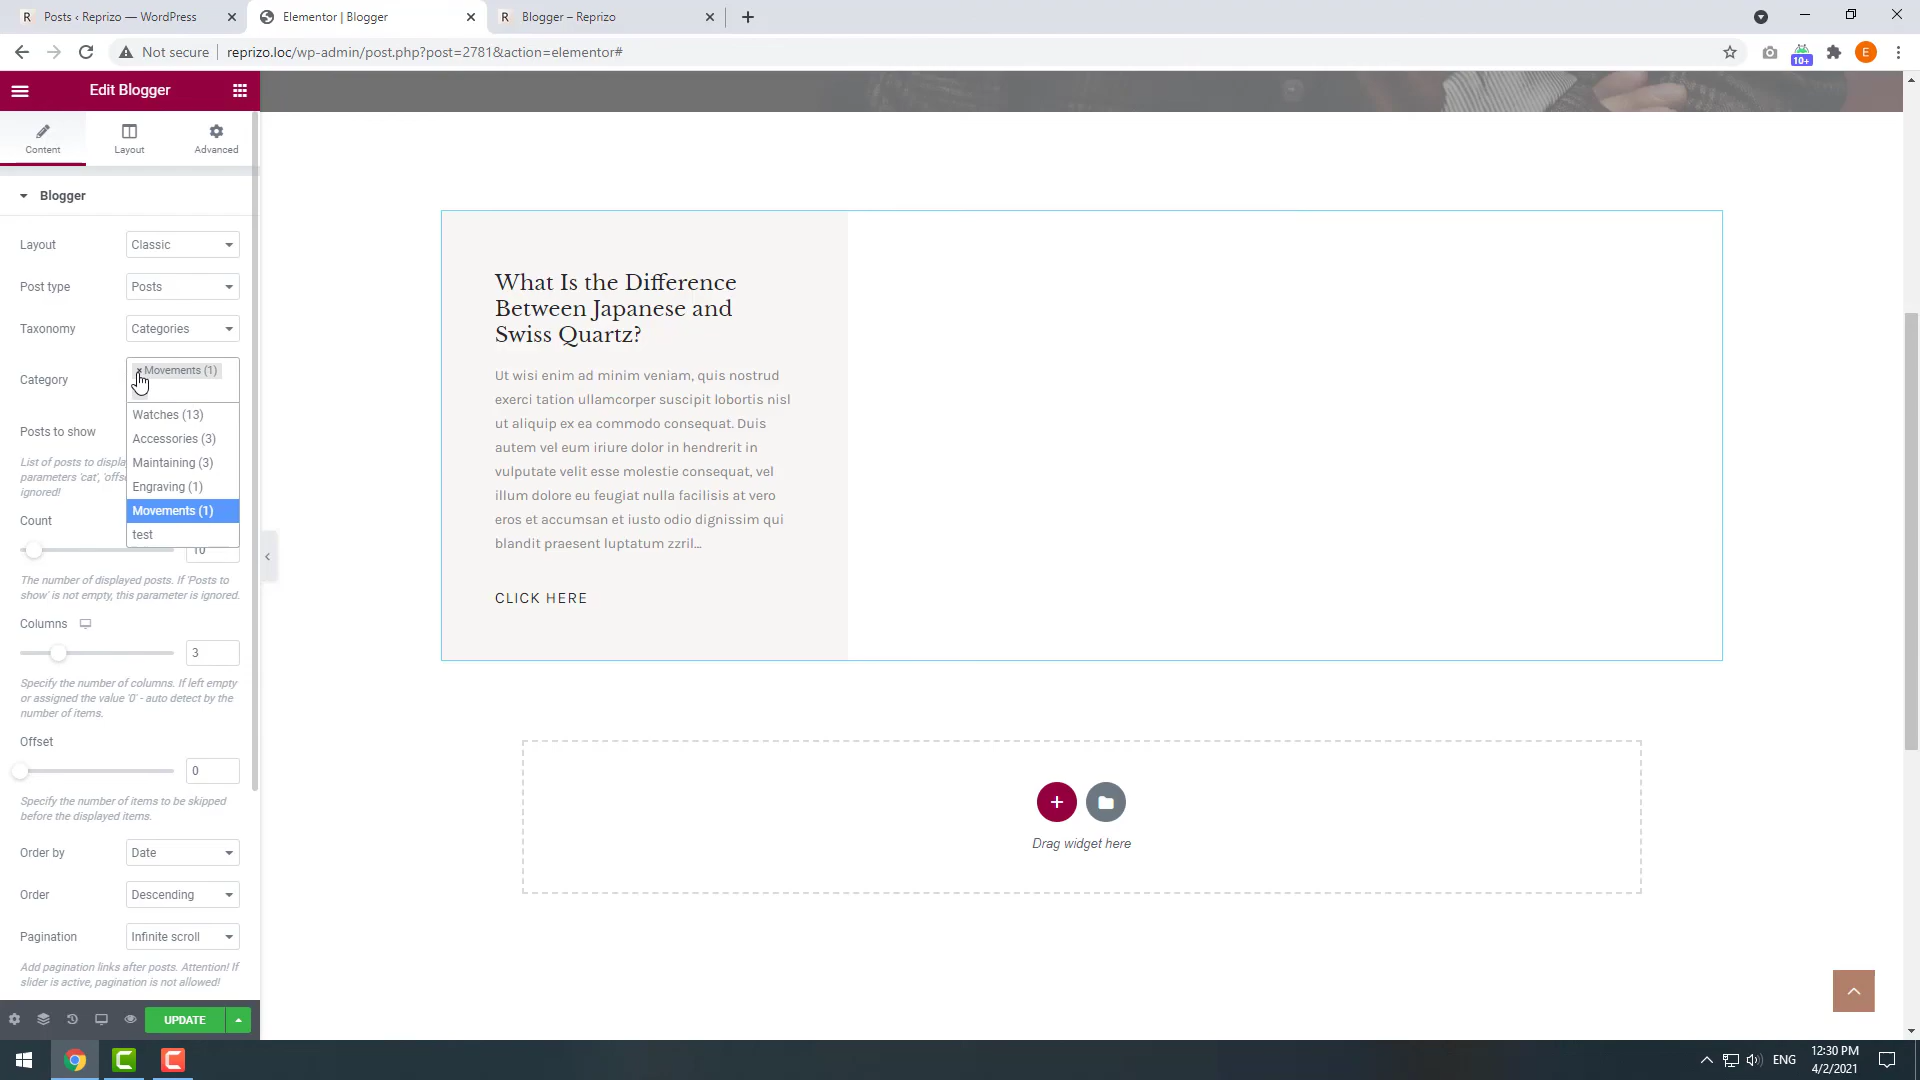 R Posts ‹ Reprizo — WordPress
Elementor | Blogger
R Blogger – Reprizo
Not secure
reprizo.loc/wp-admin/post.php?post=2781&action=elementor#
10+
E
Edit Blogger
Content
Layout
Advanced
Blogger
Layout
Classic
Post type
Posts
Taxonomy
Categories
Category
×Movements (1)
Watches (13)
Accessories (3)
Maintaining (3)
Engraving (1)
Movements (1)
test
Posts to show
List of posts to displa
parameters 'cat', 'offs
ignored!
Count
10
The number of displayed posts. If 'Posts to
show' is not empty, this parameter is ignored.
Columns
3
Specify the number of columns. If left empty
or assigned the value '0' - auto detect by the
number of items.
Offset
0
Specify the number of items to be skipped
before the displayed items.
Order by
Date
Order
Descending
Pagination
Infinite scroll
Add pagination links after posts. Attention! If
slider is active, pagination is not allowed!
UPDATE
What Is the Difference
Between Japanese and
Swiss Quartz?
Ut wisi enim ad minim veniam, quis nostrud
exerci tation ullamcorper suscipit lobortis nisl
ut aliquip ex ea commodo consequat. Duis
autem vel eum iriure dolor in hendrerit in
vulputate velit esse molestie consequat, vel
illum dolore eu feugiat nulla facilisis at vero
eros et accumsan et iusto odio dignissim qui
blandit praesent luptatum zzril...
CLICK HERE
Drag widget here
ENG
12:30 PM
4/2/2021